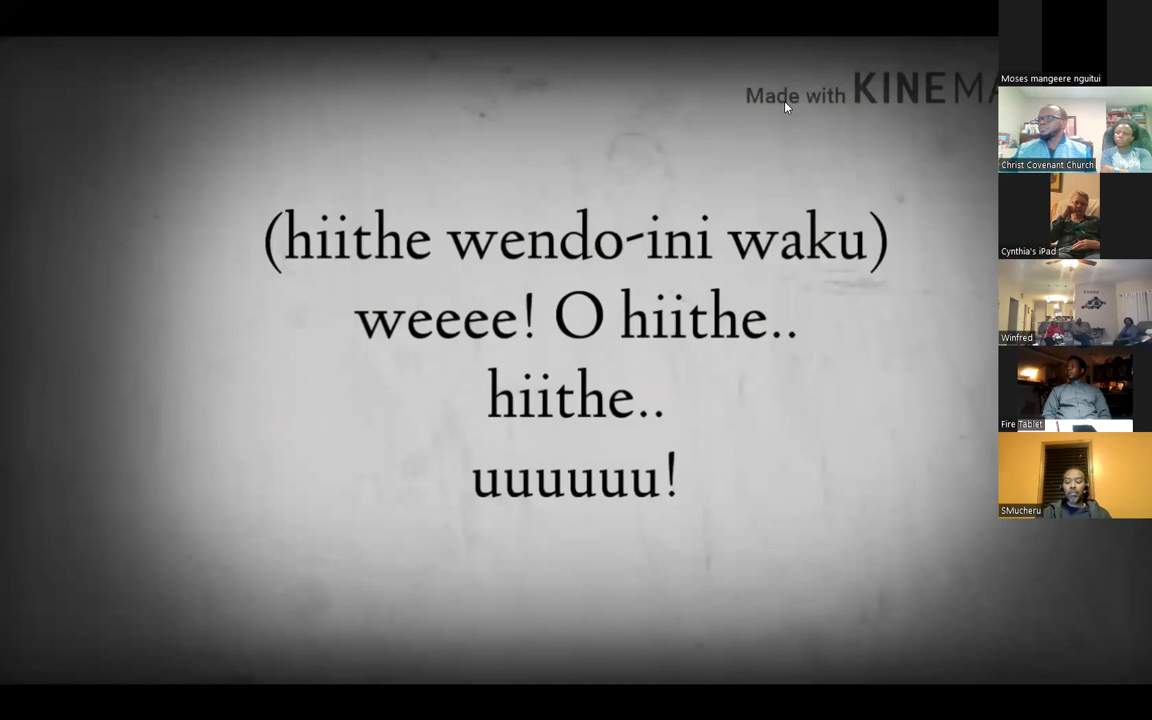 Made with KINEMA
(hiithe wendo-ini waku)
weeee! O hiithe..
hiithe..
uuuuuu!
Moses mangeere nguitui
Christ Covenant Church
Cynthia's iPad
Winfred
Fire Tablet
SMucheru